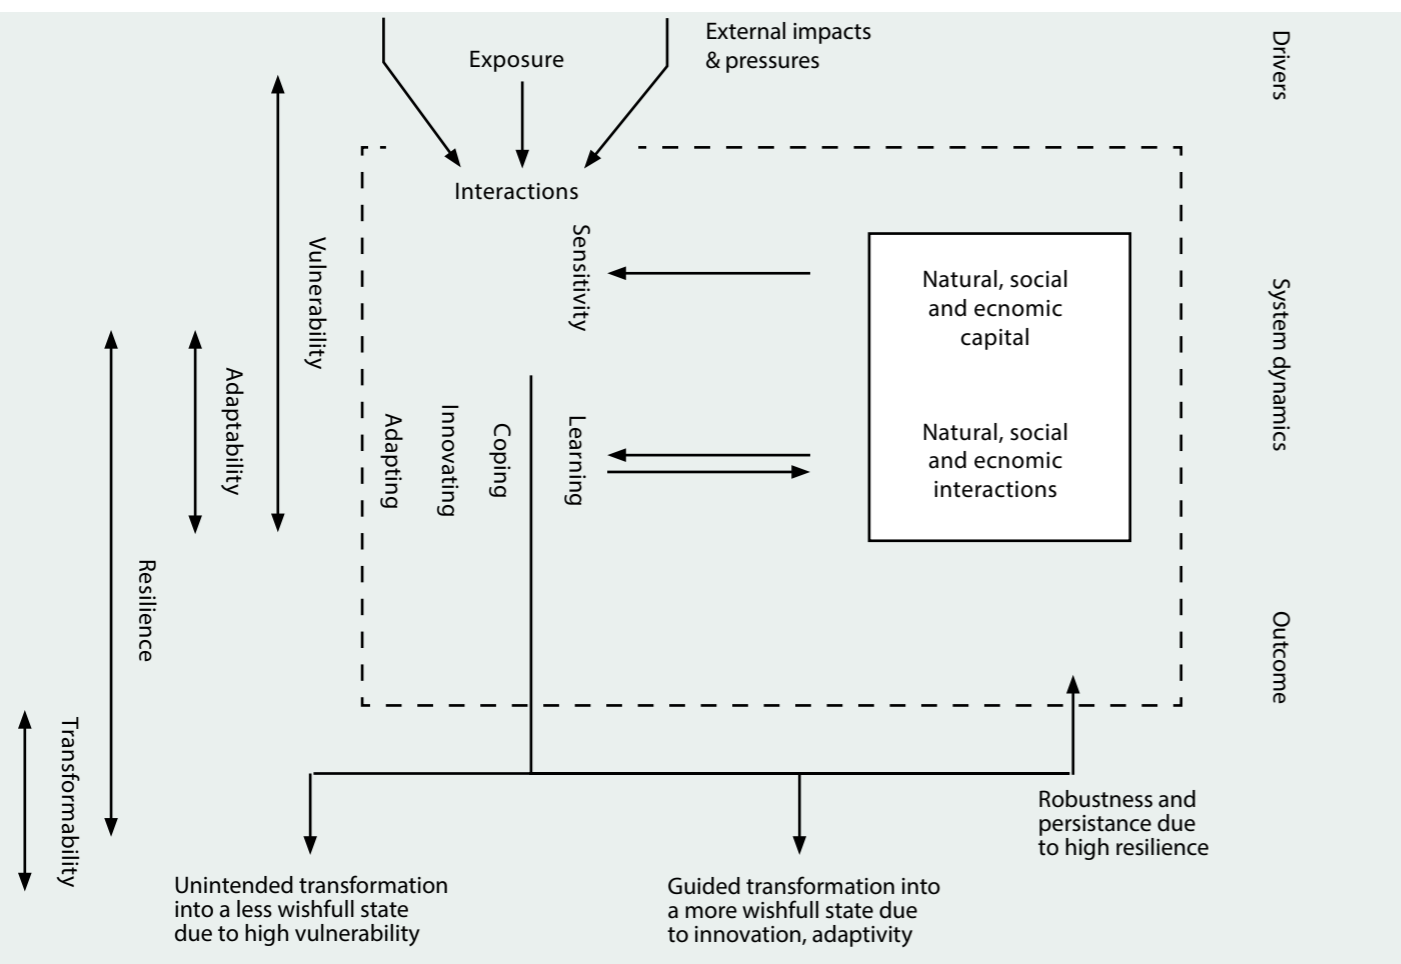 External impacts
& pressures
Exposure
Drivers
Interactions
Sensitivity
Vulnerability
Natural, social
and ecnomic
capital
System dynamics
Adaptability
Adapting
Innovating
Coping
Learning
Natural, social
and ecnomic
interactions
Resilience
Outcome
Transformability
Robustness and
persistance due
to high resilience
Unintended transformation
into a less wishfull state
due to high vulnerability
Guided transformation into
a more wishfull state due
to innovation, adaptivity